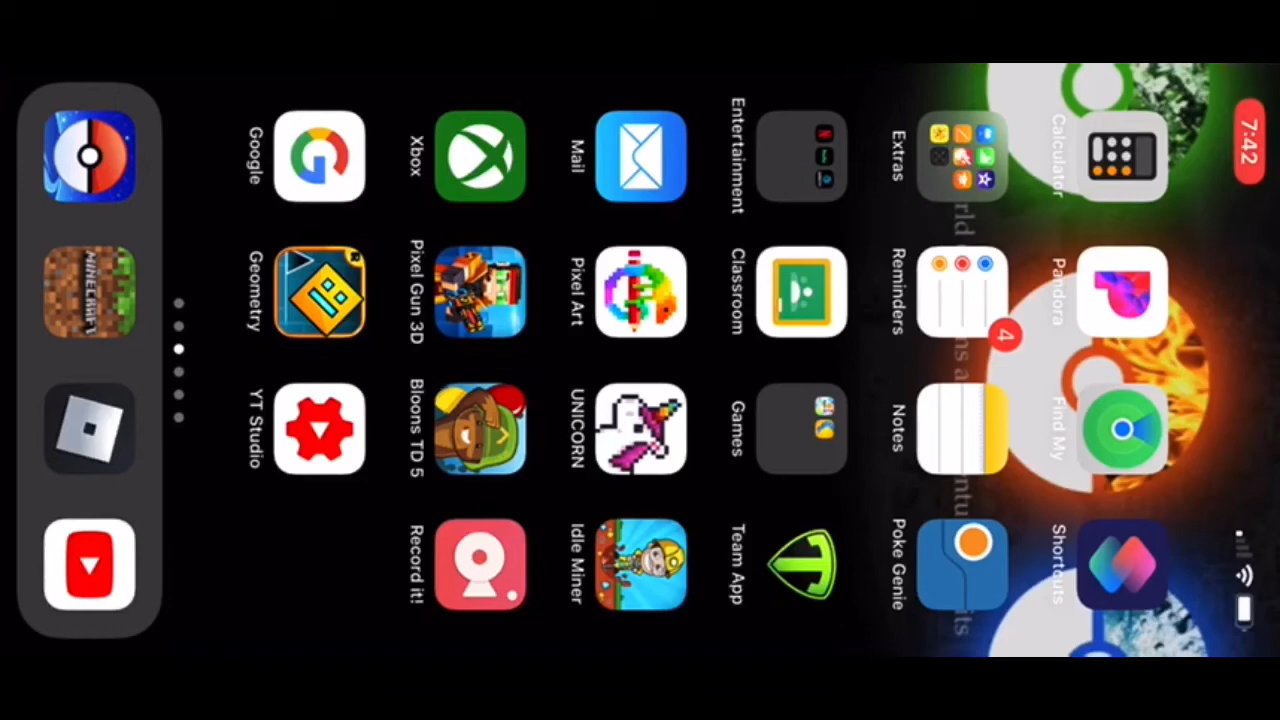 7:42
Calculator
Pandora
Find My
Shortcuts
4
Extras
Reminders
Notes
Poke Genie
Entertainment
Classroom
Games
Team App
Mail
Pixel Art
UNICORN
Idle Miner
Xbox
Pixel Gun 3D
Bloons TD 5
Record it!
Google
Geometry
YT Studio
MINECRAFT